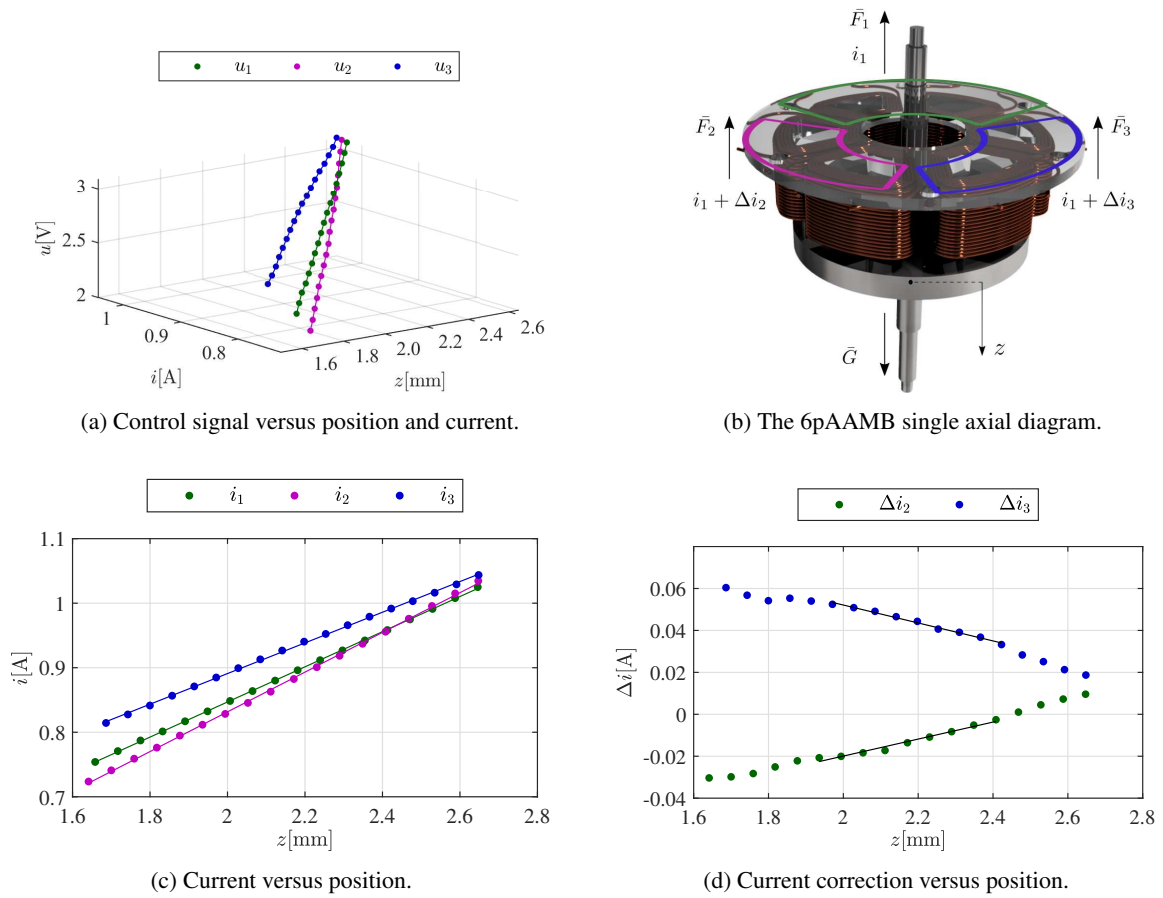 u₁ u₂ u₃
u[V]
3
2.5
2
1
0.9
0.8
i[A]
1.6
1.8
2.0
2.2
2.4
2.6
z[mm]
(a) Control signal versus position and current.
F̄₁
i₁
F̄₂
F̄₃
i₁ + Δi₂
i₁ + Δi₃
Ḡ
z
(b) The 6pAAMB single axial diagram.
i₁ i₂ i₃
i[A]
1.1
1
0.9
0.8
0.7
1.6 1.8 2 2.2 2.4 2.6 2.8
z[mm]
(c) Current versus position.
Δi₂ Δi₃
Δi[A]
0.06
0.04
0.02
0
-0.02
-0.04
1.6 1.8 2 2.2 2.4 2.6 2.8
z[mm]
(d) Current correction versus position.